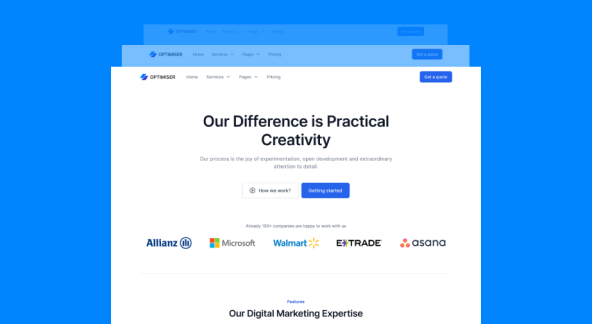 Home Services Pages Pricing
OPTIMISER Home Services Pages Pricing Get a quote
OPTIMISER Home Services Pages Pricing Get a quote
Our Difference is Practical
Creativity
Our process is the joy of experimentation, open development and extraordinary
attention to detail.
How we work? Getting started
Already 100+ companies are happy to work with us
Allianz Microsoft Walmart E*TRADE asana
Features
Our Digital Marketing Expertise